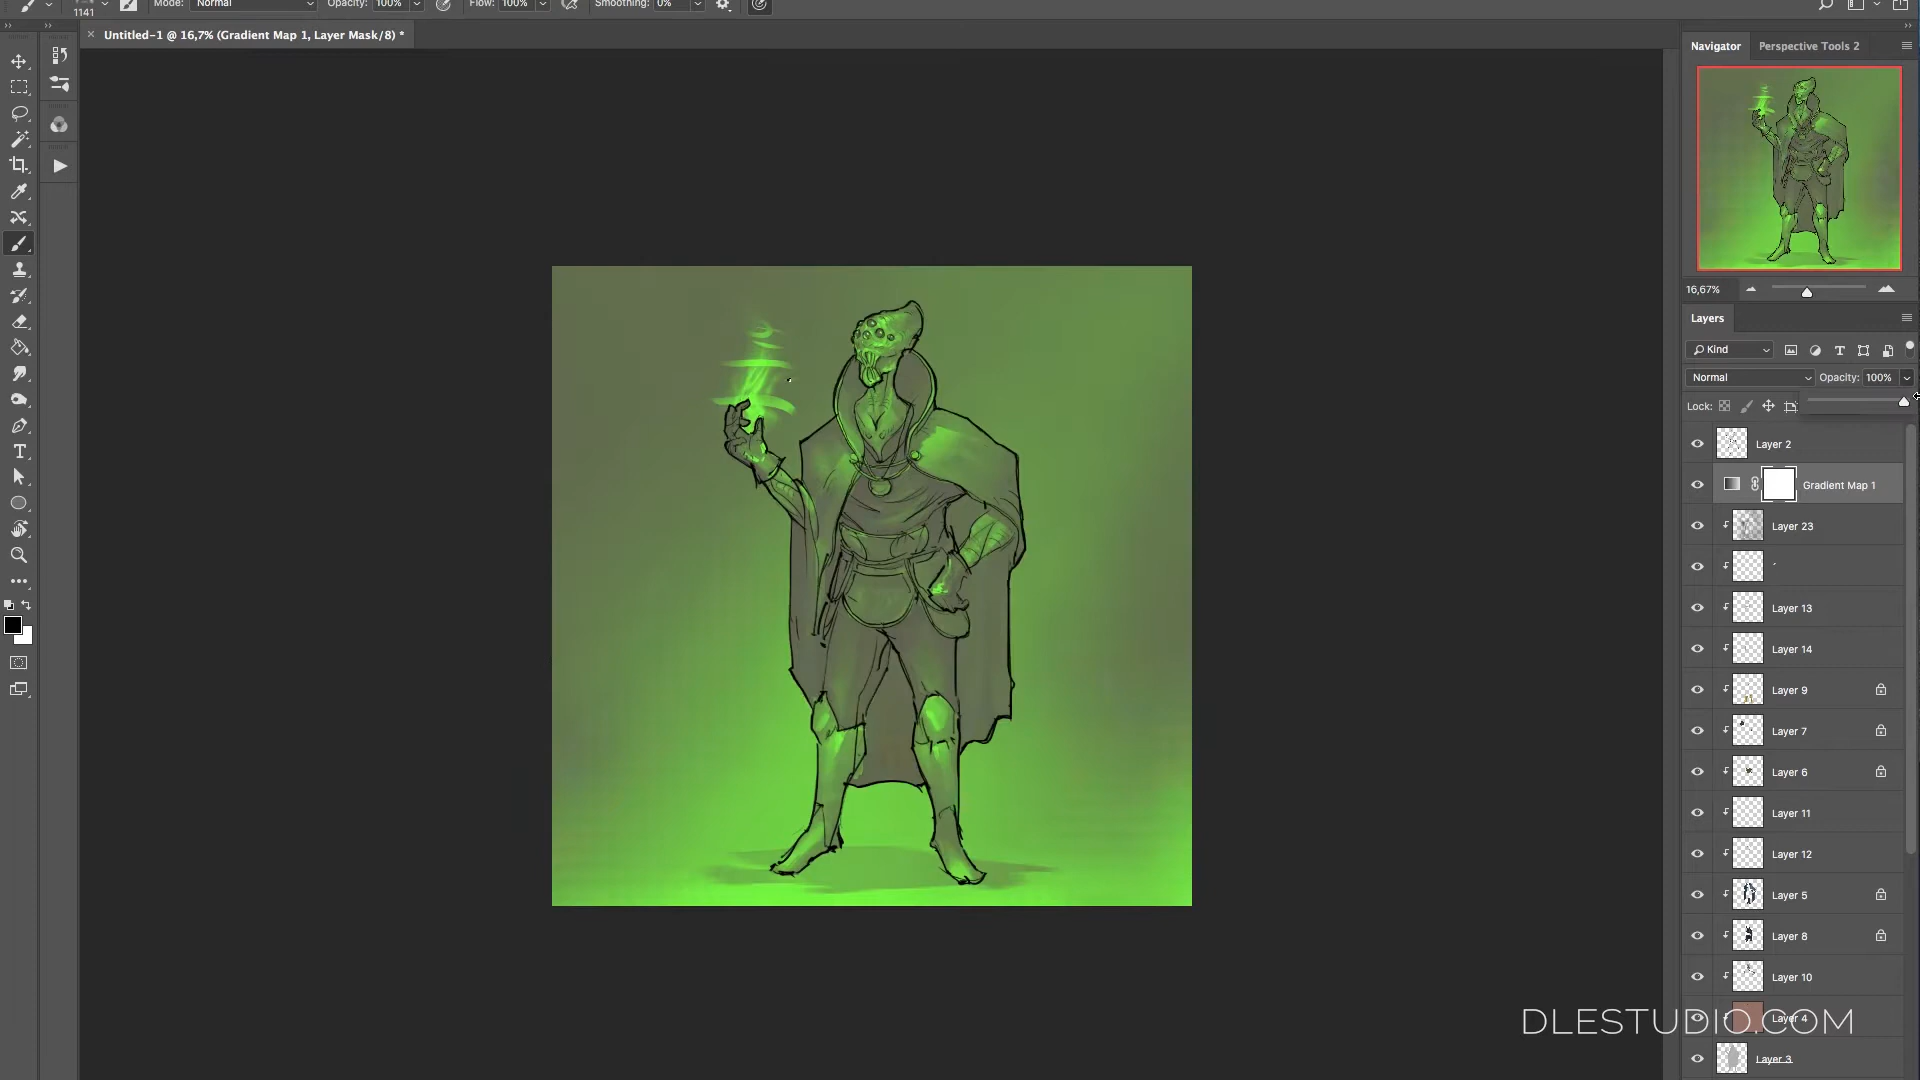 1141
Mode: Normal Opacity: 100% Flow: 100% Smoothing: 0%
× Untitled-1 @ 16,7% (Gradient Map 1, Layer Mask/8) *
Navigator Perspective Tools 2
16,67%
Layers
Kind
Normal Opacity: 100%
Lock:
Layer 2
Gradient Map 1
Layer 23
Layer 13
Layer 14
Layer 9
Layer 7
Layer 6
Layer 11
Layer 12
Layer 5
Layer 8
Layer 10
Layer 4
DLESTUDIO.COM
Layer 3